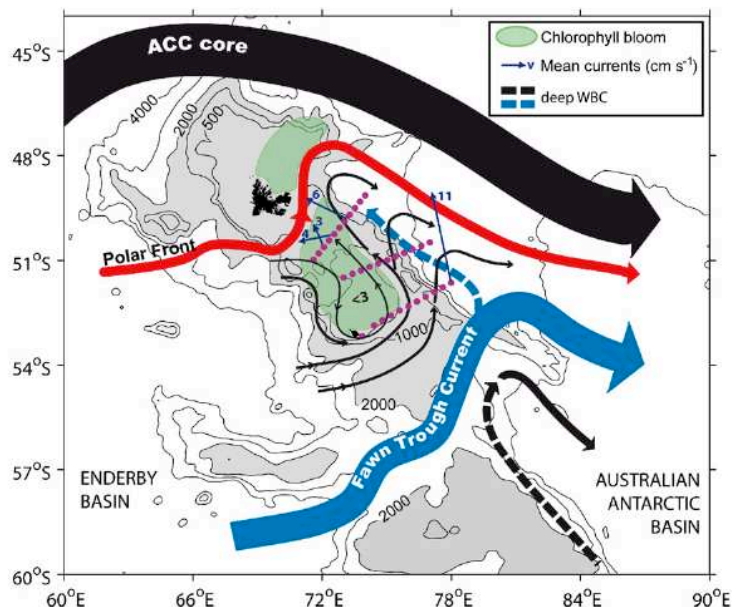 45°S
48°S
51°S
54°S
57°S
60°S
60°E
66°E
72°E
78°E
84°E
90°E
ACC core
Chlorophyll bloom
v Mean currents (cm s⁻¹)
deep WBC
4000
2000
500
6
3
4
11
Polar Front
<3
1000
2000
Fawn Trough Current
ENDERBY
BASIN
2000
AUSTRALIAN
ANTARCTIC
BASIN